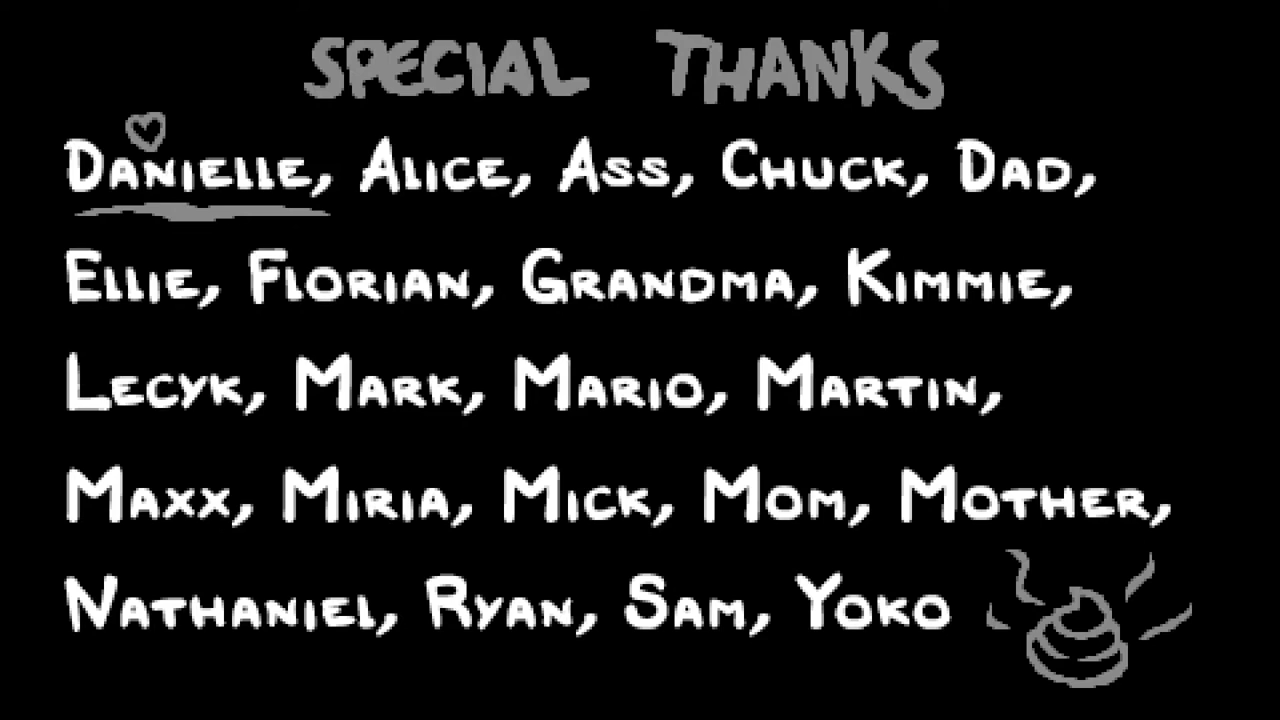 SPECIAL THANKS
DANIELLE, ALICE, ASS, CHUCK, DAD,
ELLIE, FLORIAN, GRANDMA, KIMMIE,
LECYK, MARK, MARIO, MARTIN,
MAXX, MIRIA, MICK, MOM, MOTHER,
NATHANIEL, RYAN, SAM, YOKO